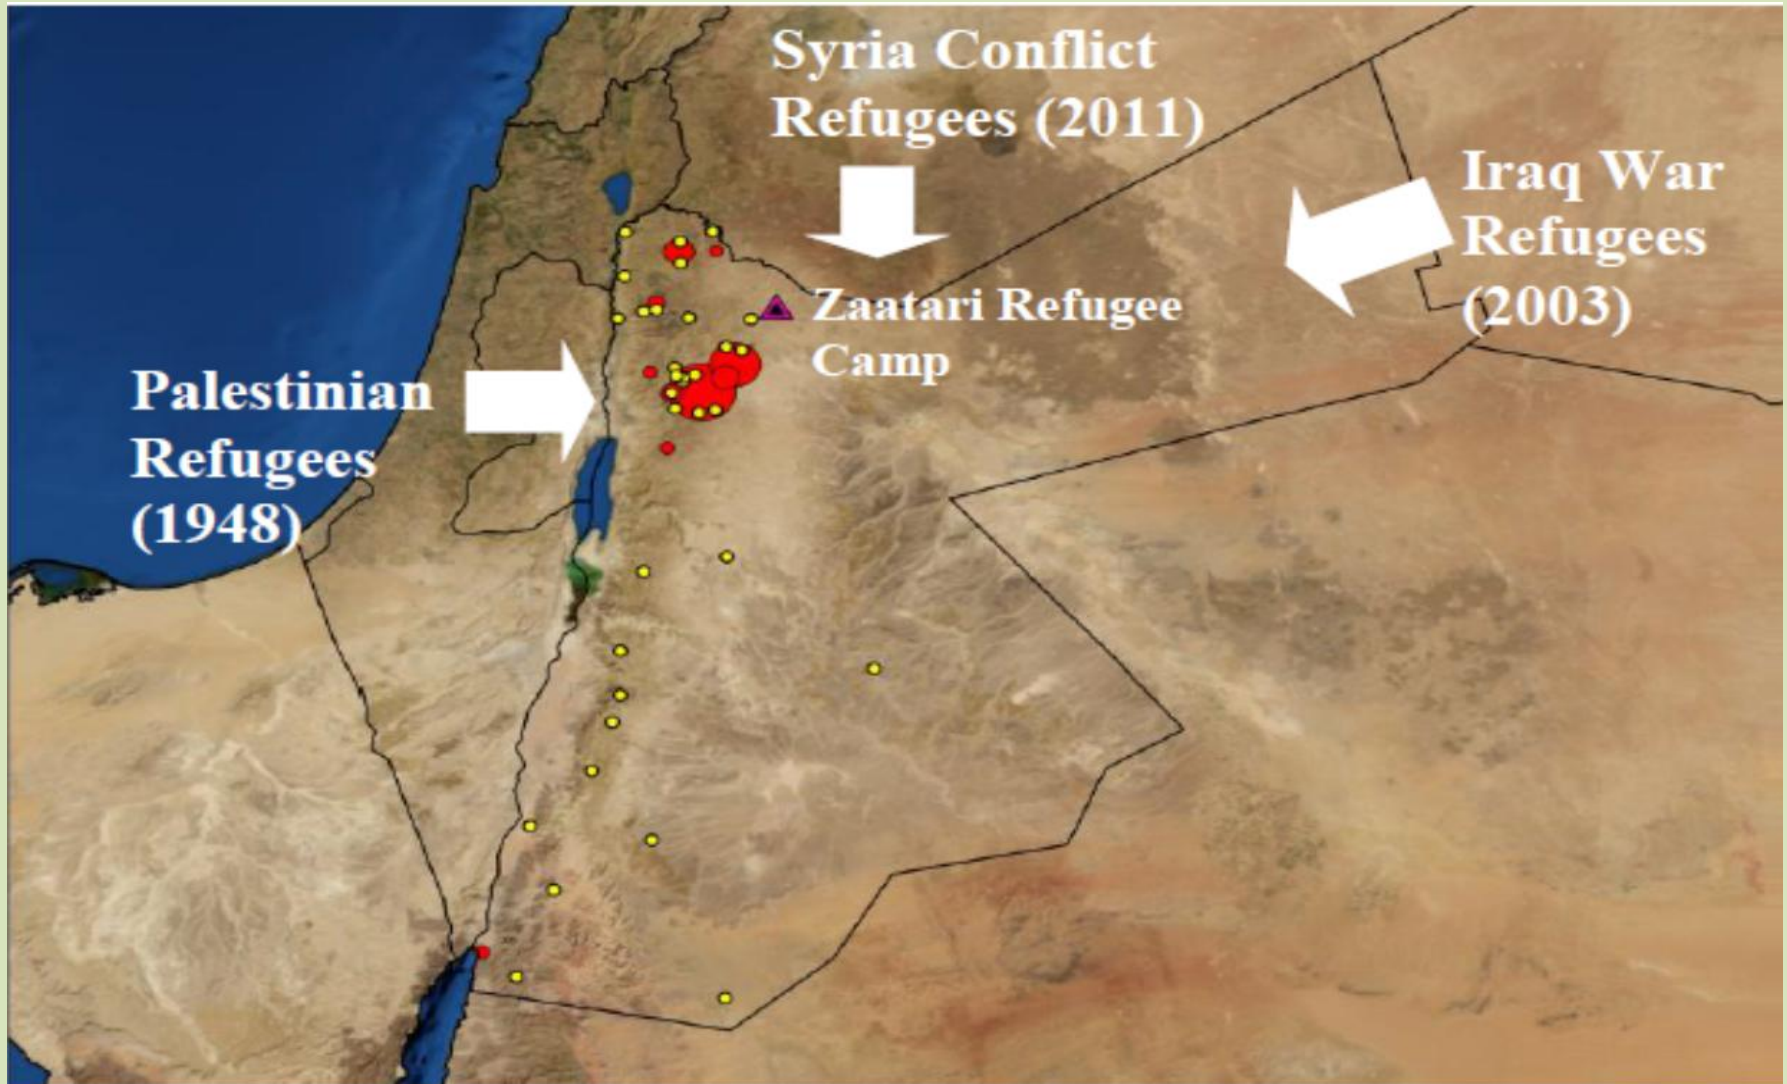 Syria Conflict
Refugees (2011)
Iraq War
Refugees
(2003)
Zaatari Refugee
Camp
Palestinian
Refugees
(1948)